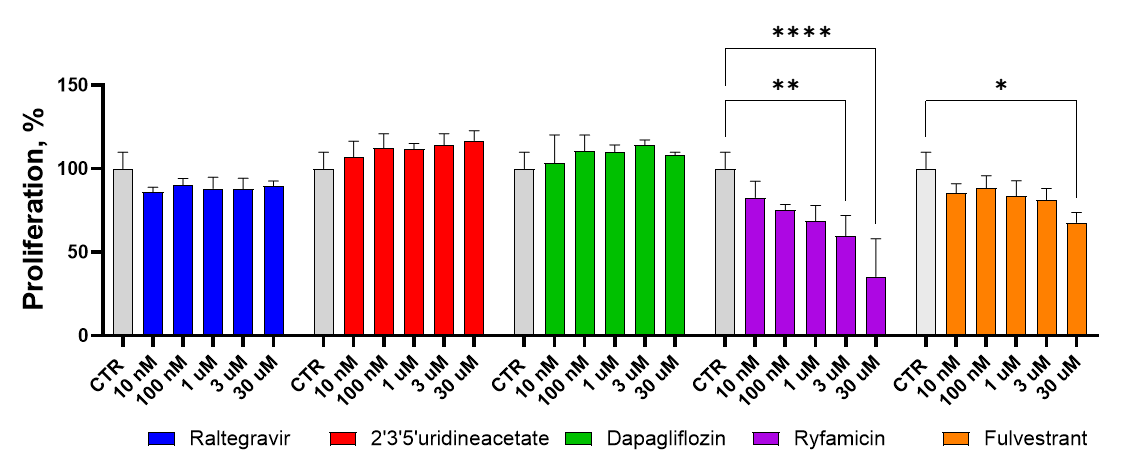 ****
**
*
Proliferation, %
150
100
50
0
CTR 10 nM 100 nM 1 uM 3 uM 30 uM CTR 10 nM 100 nM 1 uM 3 uM 30 uM CTR 10 nM 100 nM 1 uM 3 uM 30 uM CTR 10 nM 100 nM 1 uM 3 uM 30 uM CTR 10 nM 100 nM 1 uM 3 uM 30 uM
Raltegravir 2'3'5'uridineacetate Dapagliflozin Ryfamicin Fulvestrant